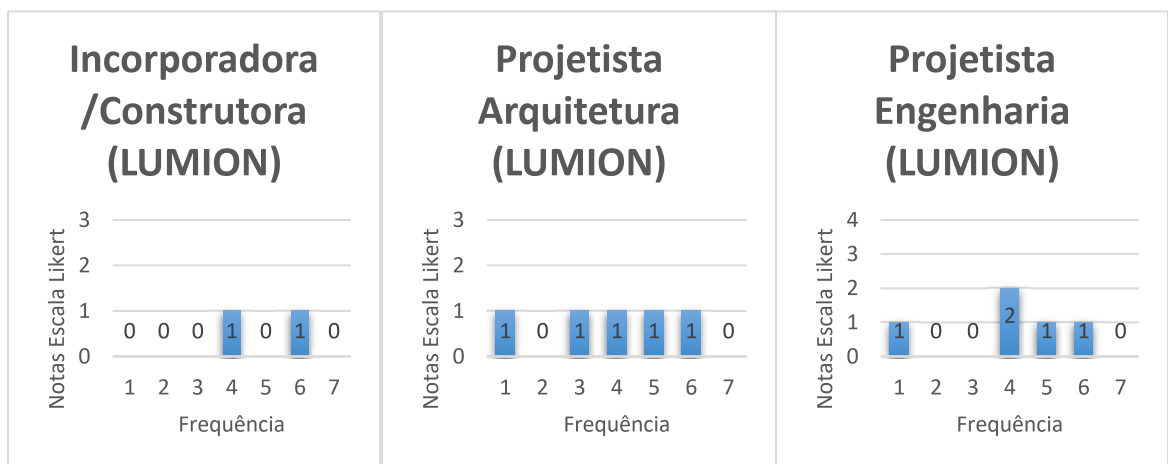 Incorporadora
/Construtora
(LUMION)
Notas Escala Likert
3
2
1
0
0 0 0 1 0 1 0
1 2 3 4 5 6 7
Frequência
Projetista
Arquitetura
(LUMION)
Notas Escala Likert
3
2
1
0
1 0 1 1 1 1 0
1 2 3 4 5 6 7
Frequência
Projetista
Engenharia
(LUMION)
Notas Escala Likert
4
3
2
1
0
1 0 0 2 1 1 0
1 2 3 4 5 6 7
Frequência